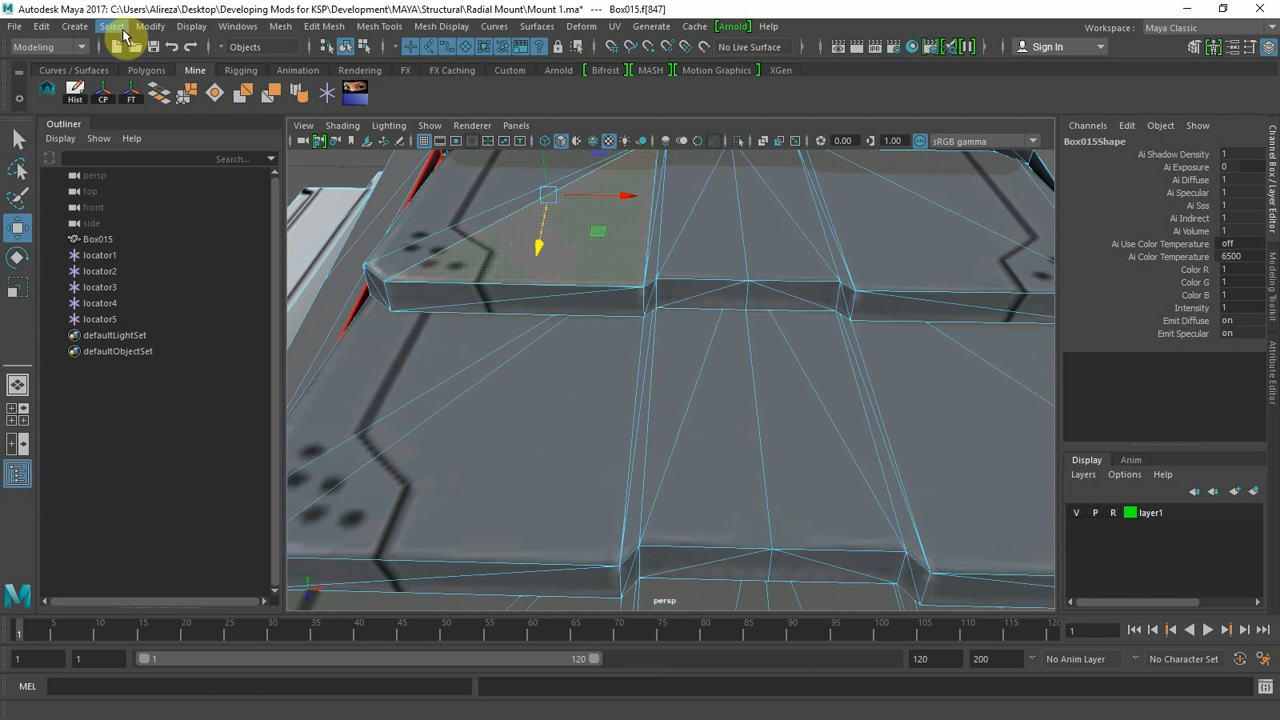 Autodesk Maya 2017: C:\Users\Alireza\Desktop\Developing Mods for KSP\Development\MAYA\Structural\Radial Mount\Mount 1.ma* --- Box015.f[847]
File Edit Create Select Modify Display Windows Mesh Edit Mesh Mesh Tools Mesh Display Curves Surfaces Deform UV Generate Cache Arnold Help Workspace : Maya Classic
Modeling Objects No Live Surface Sign In
Curves / Surfaces Polygons Mine Rigging Animation Rendering FX FX Caching Custom Arnold Bifrost MASH Motion Graphics XGen
Hist CP FT
Outliner
Display Show Help
Search...
persp
top
front
side
Box015
locator1
locator2
locator3
locator4
locator5
defaultLightSet
defaultObjectSet
View Shading Lighting Show Renderer Panels
0.00 1.00 sRGB gamma
persp
Channels Edit Object Show
Box015Shape
Ai Shadow Density 1
Ai Exposure 0
Ai Diffuse 1
Ai Specular 1
Ai Sss 1
Ai Indirect 1
Ai Volume 1
Ai Use Color Temperature off
Ai Color Temperature 6500
Color R 1
Color G 1
Color B 1
Intensity 1
Emit Diffuse on
Emit Specular on
Display Anim
Layers Options Help
V P R layer1
Channel Box / Layer Editor
Modeling Toolkit
Attribute Editor
5 10 15 20 25 30 35 40 45 50 55 60 65 70 75 80 85 90 95 100 105 110 115 120
1 1
1 1 1 120 120 200 No Anim Layer No Character Set
MEL